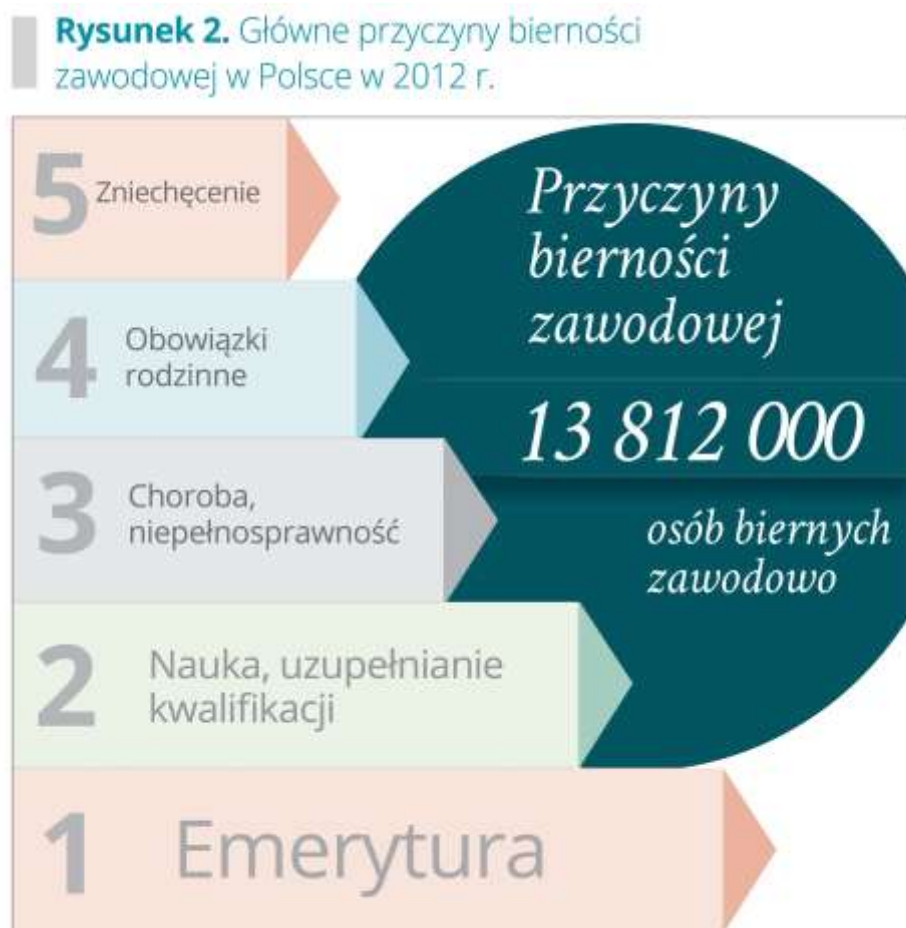 Rysunek 2. Główne przyczyny bierności
zawodowej w Polsce w 2012 r.
5 Zniechęcenie
4 Obowiązki
rodzinne
3 Choroba,
niepełnosprawność
2 Nauka, uzupełnianie
kwalifikacji
1 Emerytura
Przyczyny
bierności
zawodowej
13 812 000
osób biernych
zawodowo